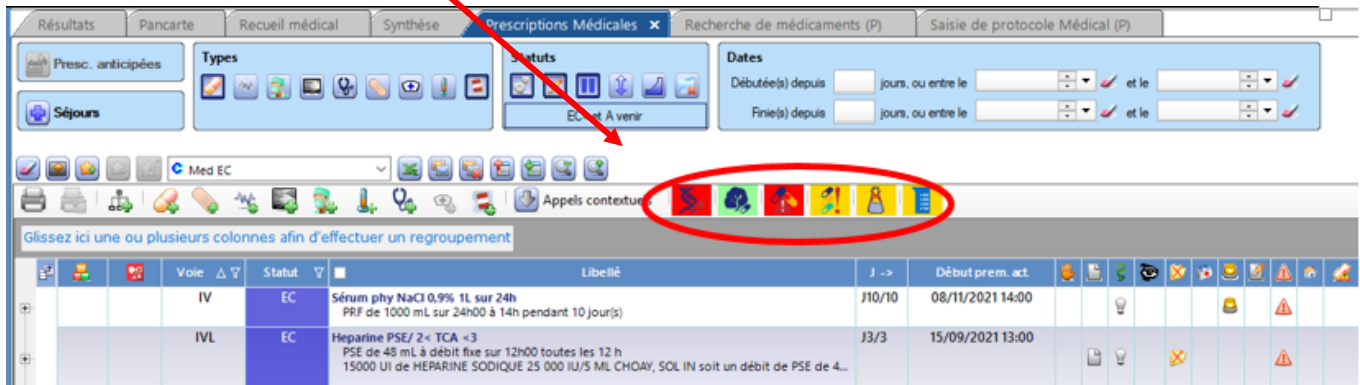 Résultats Pancarte Recueil médical Synthèse Prescriptions Médicales Recherche de médicaments (P) Saisie de protocole Médical (P)
Presc. anticipées Types Statuts Dates
Débutée(s) depuis jours, ou entre le et le
Séjours EC et A venir Finie(s) depuis jours, ou entre le et le
Med EC
Appels contextuels
Glissez ici une ou plusieurs colonnes afin d'effectuer un regroupement
Voie Statut Libellé J -> Début prem. act.
IV EC Sérum phy NaCl 0,9% 1L sur 24h J10/10 08/11/2021 14:00
PRF de 1000 mL sur 24h00 à 14h pendant 10 jour(s)
IVL EC Heparine PSE/ 2< TCA <3 J3/3 15/09/2021 13:00
PSE de 48 mL à débit fixe sur 12h00 toutes les 12 h
15000 UI de HEPARINE SODIQUE 25 000 IU/5 ML CHOAY, SOL IN soit un débit de PSE de 4...